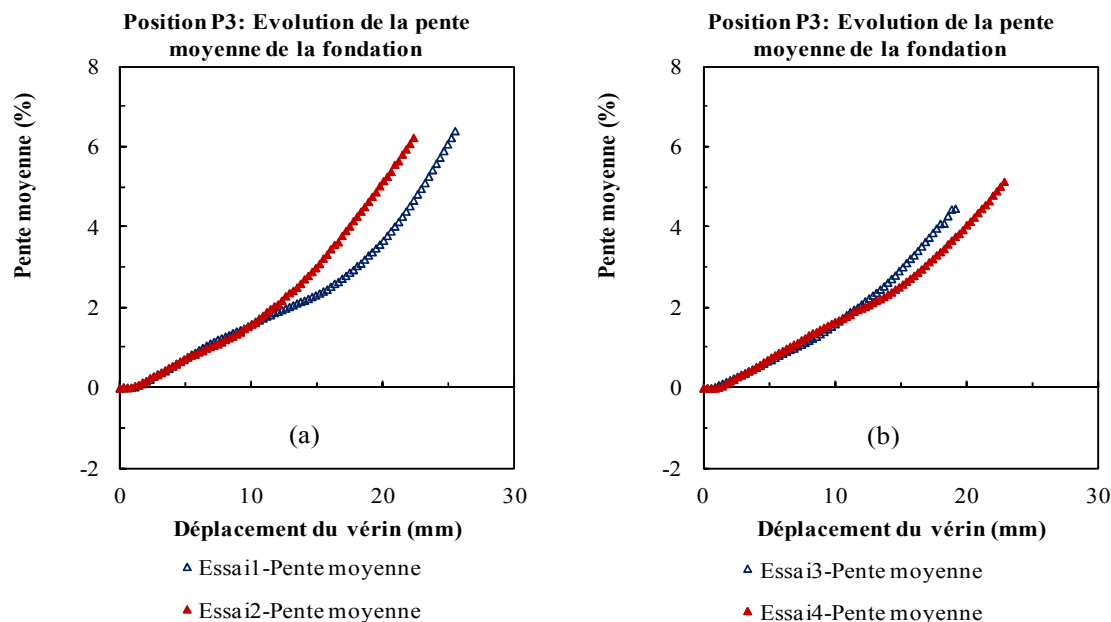 Position P3: Evolution de la pente
moyenne de la fondation
Pente moyenne (%)
8
6
4
2
0
-2
(a)
0
10
20
30
Déplacement du vérin (mm)
Essai1-Pente moyenne
Essai2-Pente moyenne
Position P3: Evolution de la pente
moyenne de la fondation
Pente moyenne (%)
8
6
4
2
0
-2
(b)
0
10
20
30
Déplacement du vérin (mm)
Essai3-Pente moyenne
Essai4-Pente moyenne